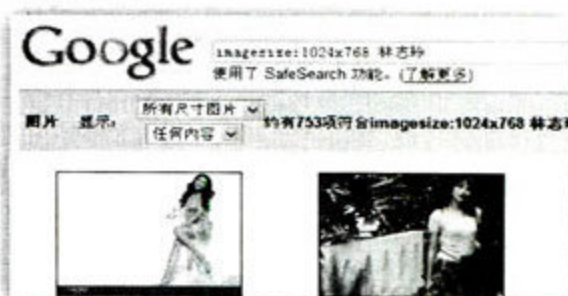 Google
imagesize:1024x768 林志玲
使用了 SafeSearch 功能。(了解更多)
图片 显示: 所有尺寸图片
任何内容
约有753项符合imagesize:1024x768 林志